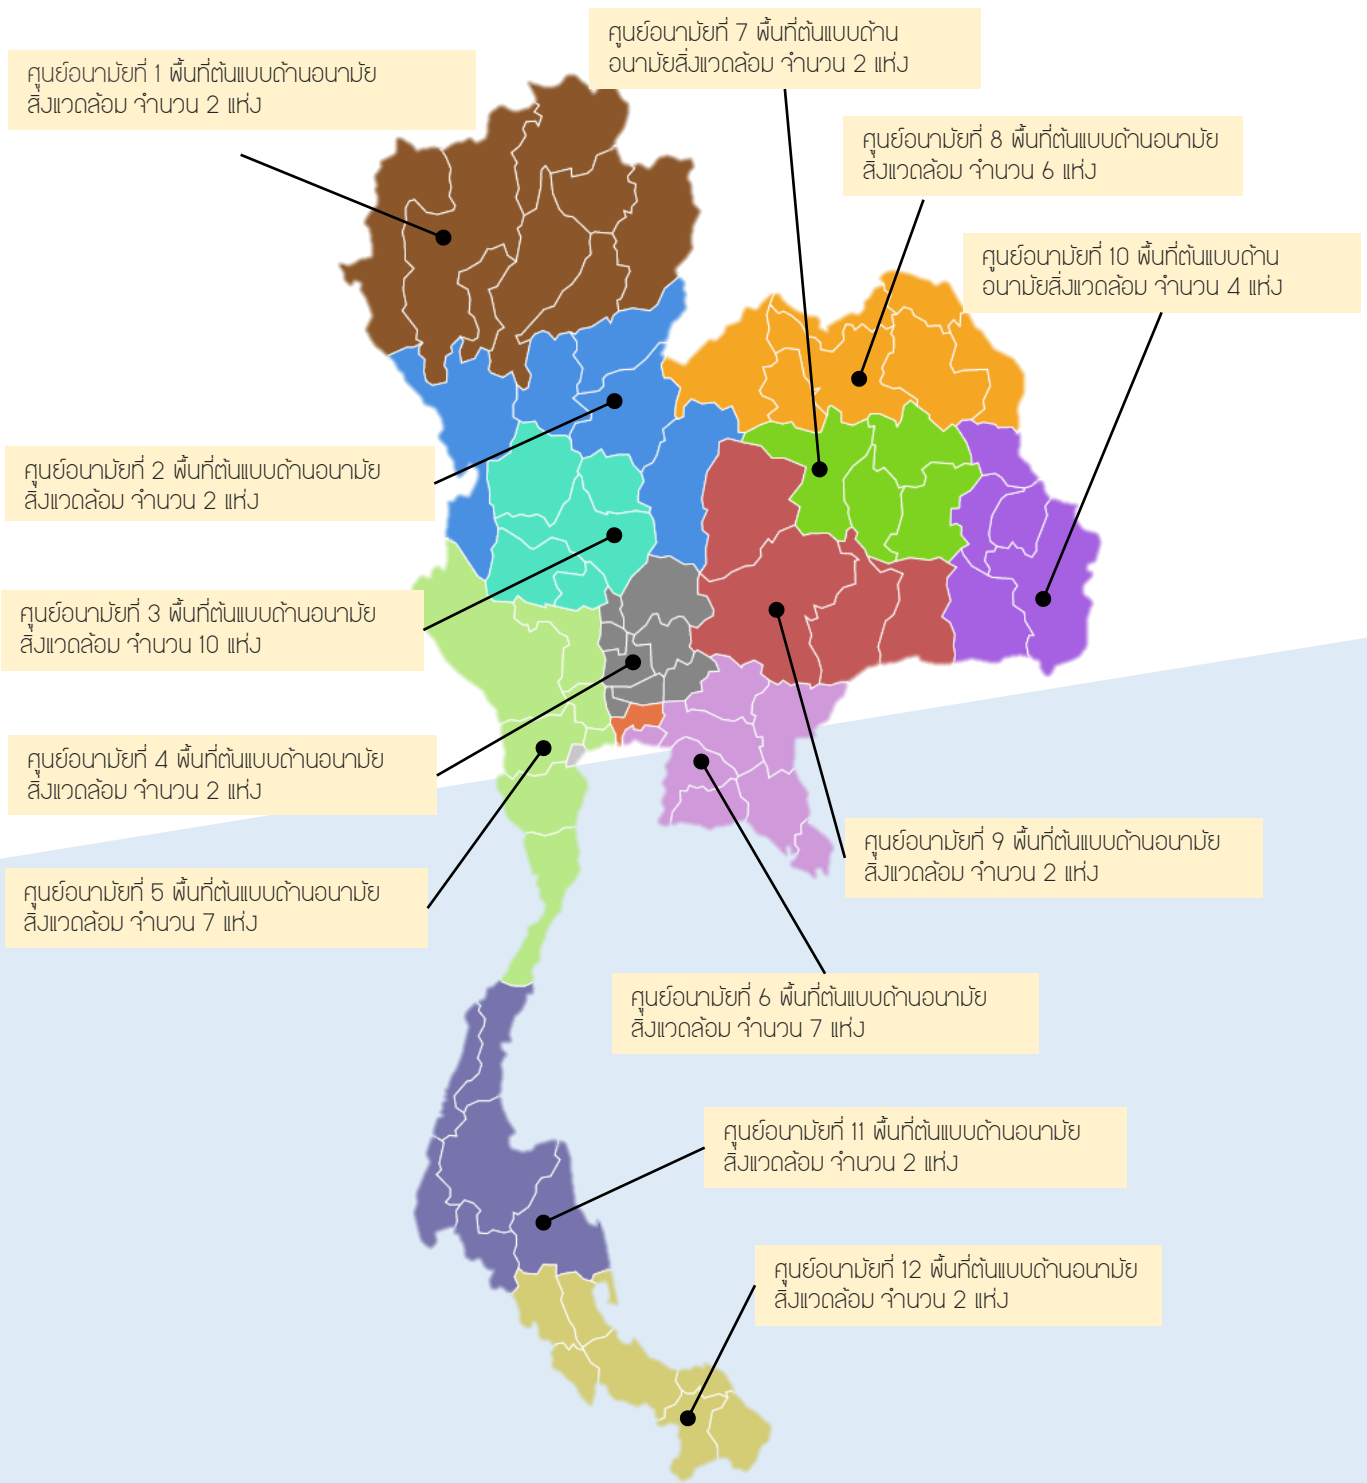 ศูนย์อนามัยที่ 7 พื้นที่ต้นแบบด้าน
อนามัยสิ่งแวดล้อม จำนวน 2 แห่ง
ศูนย์อนามัยที่ 1 พื้นที่ต้นแบบด้านอนามัย
สิ่งแวดล้อม จำนวน 2 แห่ง
ศูนย์อนามัยที่ 8 พื้นที่ต้นแบบด้านอนามัย
สิ่งแวดล้อม จำนวน 6 แห่ง
ศูนย์อนามัยที่ 10 พื้นที่ต้นแบบด้าน
อนามัยสิ่งแวดล้อม จำนวน 4 แห่ง
ศูนย์อนามัยที่ 2 พื้นที่ต้นแบบด้านอนามัย
สิ่งแวดล้อม จำนวน 2 แห่ง
ศูนย์อนามัยที่ 3 พื้นที่ต้นแบบด้านอนามัย
สิ่งแวดล้อม จำนวน 10 แห่ง
ศูนย์อนามัยที่ 4 พื้นที่ต้นแบบด้านอนามัย
สิ่งแวดล้อม จำนวน 2 แห่ง
ศูนย์อนามัยที่ 9 พื้นที่ต้นแบบด้านอนามัย
สิ่งแวดล้อม จำนวน 2 แห่ง
ศูนย์อนามัยที่ 5 พื้นที่ต้นแบบด้านอนามัย
สิ่งแวดล้อม จำนวน 7 แห่ง
ศูนย์อนามัยที่ 6 พื้นที่ต้นแบบด้านอนามัย
สิ่งแวดล้อม จำนวน 7 แห่ง
ศูนย์อนามัยที่ 11 พื้นที่ต้นแบบด้านอนามัย
สิ่งแวดล้อม จำนวน 2 แห่ง
ศูนย์อนามัยที่ 12 พื้นที่ต้นแบบด้านอนามัย
สิ่งแวดล้อม จำนวน 2 แห่ง